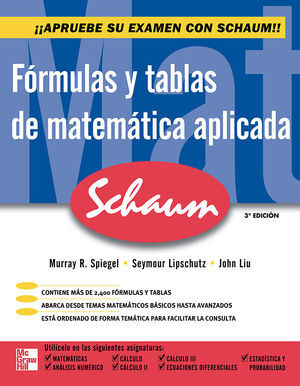 ¡¡APRUEBE SU EXAMEN CON SCHAUM!!
Mat
Fórmulas y tablas
de matemática aplicada
Schaum
3ª EDICIÓN
Murray R. Spiegel • Seymour Lipschutz • John Liu
CONTIENE MÁS DE 2,400 FÓRMULAS Y TABLAS
ABARCA DESDE TEMAS MATEMÁTICOS BÁSICOS HASTA AVANZADOS
ESTÁ ORDENADO DE FORMA TEMÁTICA PARA FACILITAR LA CONSULTA
Mc
Graw
Hill
Utilícelo en las siguientes asignaturas:
MATEMÁTICAS
ANÁLISIS NUMÉRICO
CÁLCULO
CÁLCULO II
CÁLCULO III
ECUACIONES DIFERENCIALES
ESTADÍSTICA Y
PROBABILIDAD